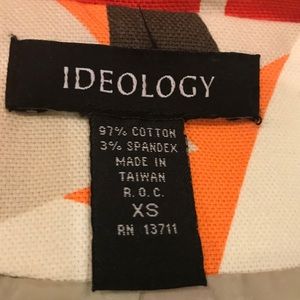 IDEOLOGY
97% COTTON
3% SPANDEX
MADE IN
TAIWAN
R.O.C.
XS
RN 13711